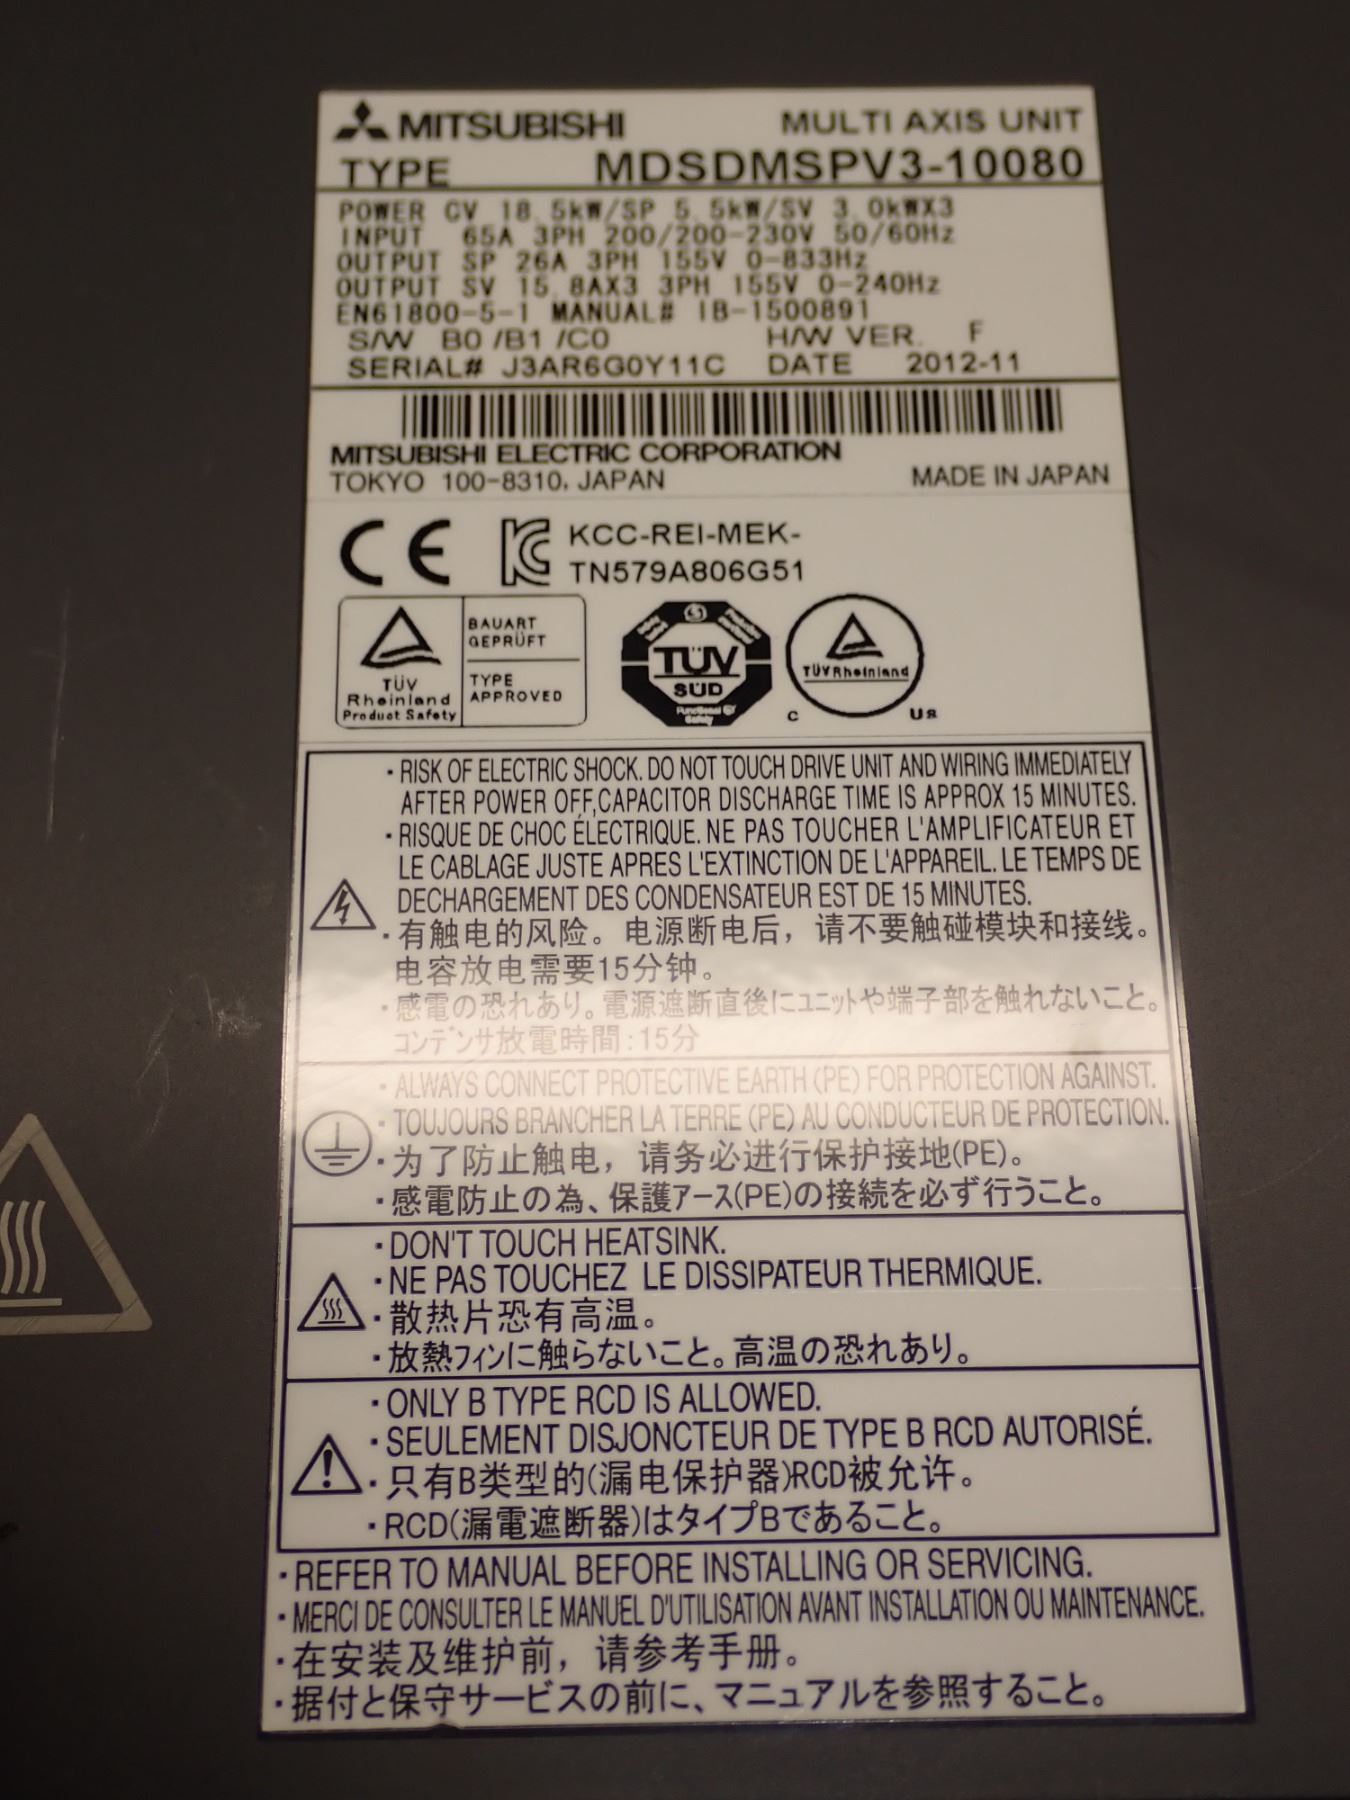 MITSUBISHI MULTI AXIS UNIT
TYPE MDSDMSPV3-10080
POWER CV 18.5kW/SP 5.5kW/SV 3.0kWX3
INPUT 65A 3PH 200/200-230V 50/60Hz
OUTPUT SP 26A 3PH 155V 0-833Hz
OUTPUT SV 15.8AX3 3PH 155V 0-240Hz
EN61800-5-1 MANUAL# IB-1500891
S/W B0 /B1 /C0 H/W VER. F
SERIAL# J3AR6G0Y11C DATE 2012-11
MITSUBISHI ELECTRIC CORPORATION
TOKYO 100-8310, JAPAN MADE IN JAPAN
CE KC KCC-REI-MEK-
TN579A806G51
TÜV
Rheinland
Product Safety
BAUART
GEPRÜFT
TYPE
APPROVED
TÜV
SÜD
Functional
Safety
TÜVRheinland
C US
・RISK OF ELECTRIC SHOCK. DO NOT TOUCH DRIVE UNIT AND WIRING IMMEDIATELY
AFTER POWER OFF,CAPACITOR DISCHARGE TIME IS APPROX 15 MINUTES.
・RISQUE DE CHOC ÉLECTRIQUE. NE PAS TOUCHER L'AMPLIFICATEUR ET
LE CABLAGE JUSTE APRES L'EXTINCTION DE L'APPAREIL. LE TEMPS DE
DECHARGEMENT DES CONDENSATEUR EST DE 15 MINUTES.
・有触电的风险。电源断电后，请不要触碰模块和接线。
电容放电需要15分钟。
・感電の恐れあり。電源遮断直後にユニットや端子部を触れないこと。
コンデンサ放電時間:15分
・ALWAYS CONNECT PROTECTIVE EARTH (PE) FOR PROTECTION AGAINST.
・TOUJOURS BRANCHER LA TERRE (PE) AU CONDUCTEUR DE PROTECTION.
・为了防止触电，请务必进行保护接地(PE)。
・感電防止の為、保護アース(PE)の接続を必ず行うこと。
・DON'T TOUCH HEATSINK.
・NE PAS TOUCHEZ LE DISSIPATEUR THERMIQUE.
・散热片恐有高温。
・放熱フィンに触らないこと。高温の恐れあり。
・ONLY B TYPE RCD IS ALLOWED.
・SEULEMENT DISJONCTEUR DE TYPE B RCD AUTORISÉ.
・只有B类型的(漏电保护器)RCD被允许。
・RCD(漏電遮断器)はタイプBであること。
・REFER TO MANUAL BEFORE INSTALLING OR SERVICING.
・MERCI DE CONSULTER LE MANUEL D'UTILISATION AVANT INSTALLATION OU MAINTENANCE.
・在安装及维护前，请参考手册。
・据付と保守サービスの前に、マニュアルを参照すること。